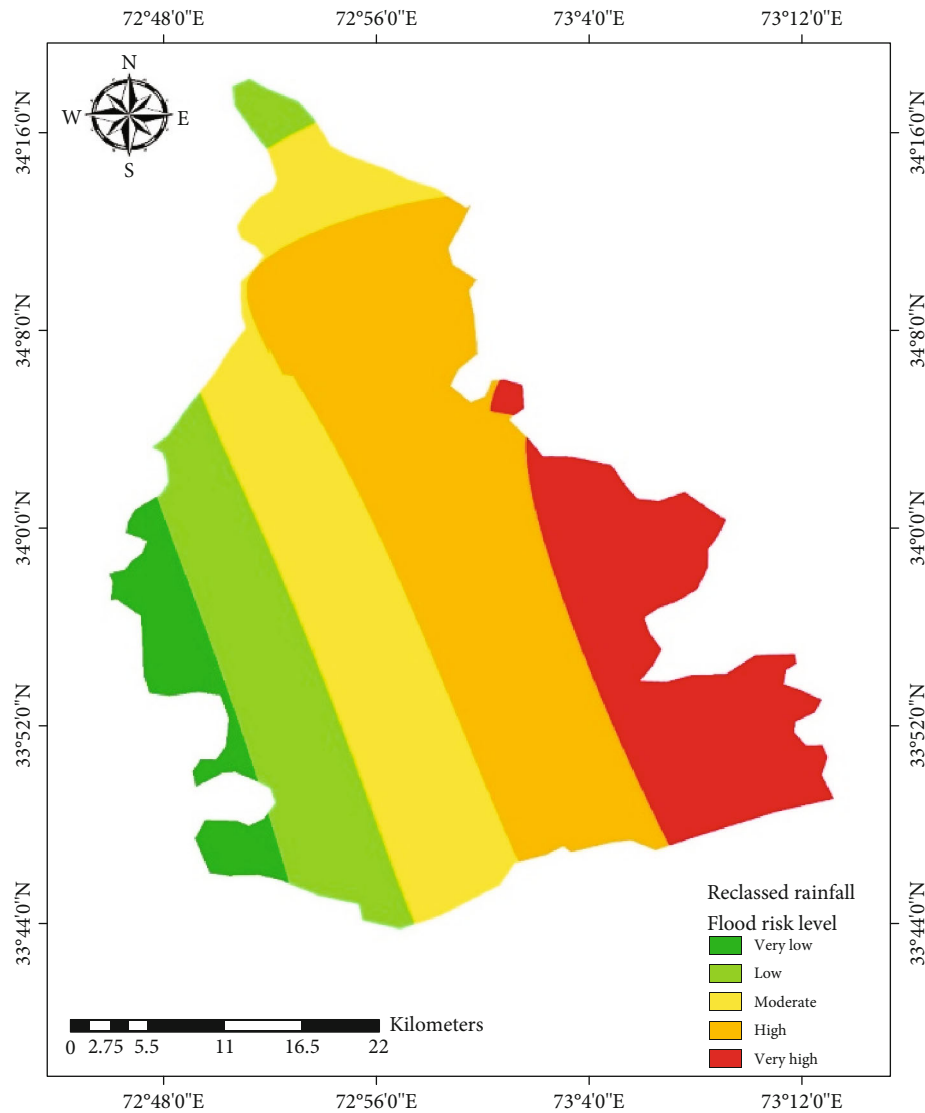 72°48'0"E 72°56'0"E 73°4'0"E 73°12'0"E
N
W E
S
34°16'0"N 34°16'0"N
34°8'0"N 34°8'0"N
34°0'0"N 34°0'0"N
33°52'0"N 33°52'0"N
33°44'0"N 33°44'0"N
Reclassed rainfall
Flood risk level
Very low
Low
Moderate
High
Very high
Kilometers
0 2.75 5.5 11 16.5 22
72°48'0"E 72°56'0"E 73°4'0"E 73°12'0"E